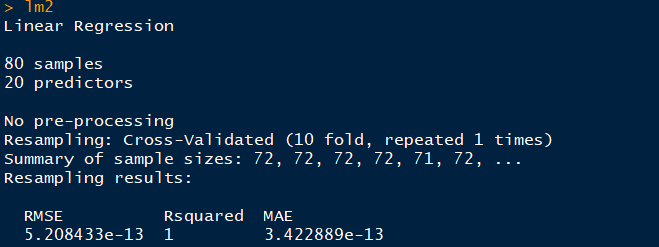 > lm2
Linear Regression
80 samples
20 predictors
No pre-processing
Resampling: Cross-Validated (10 fold, repeated 1 times)
Summary of sample sizes: 72, 72, 72, 72, 71, 72, ...
Resampling results:
RMSE Rsquared MAE
5.208433e-13 1 3.422889e-13